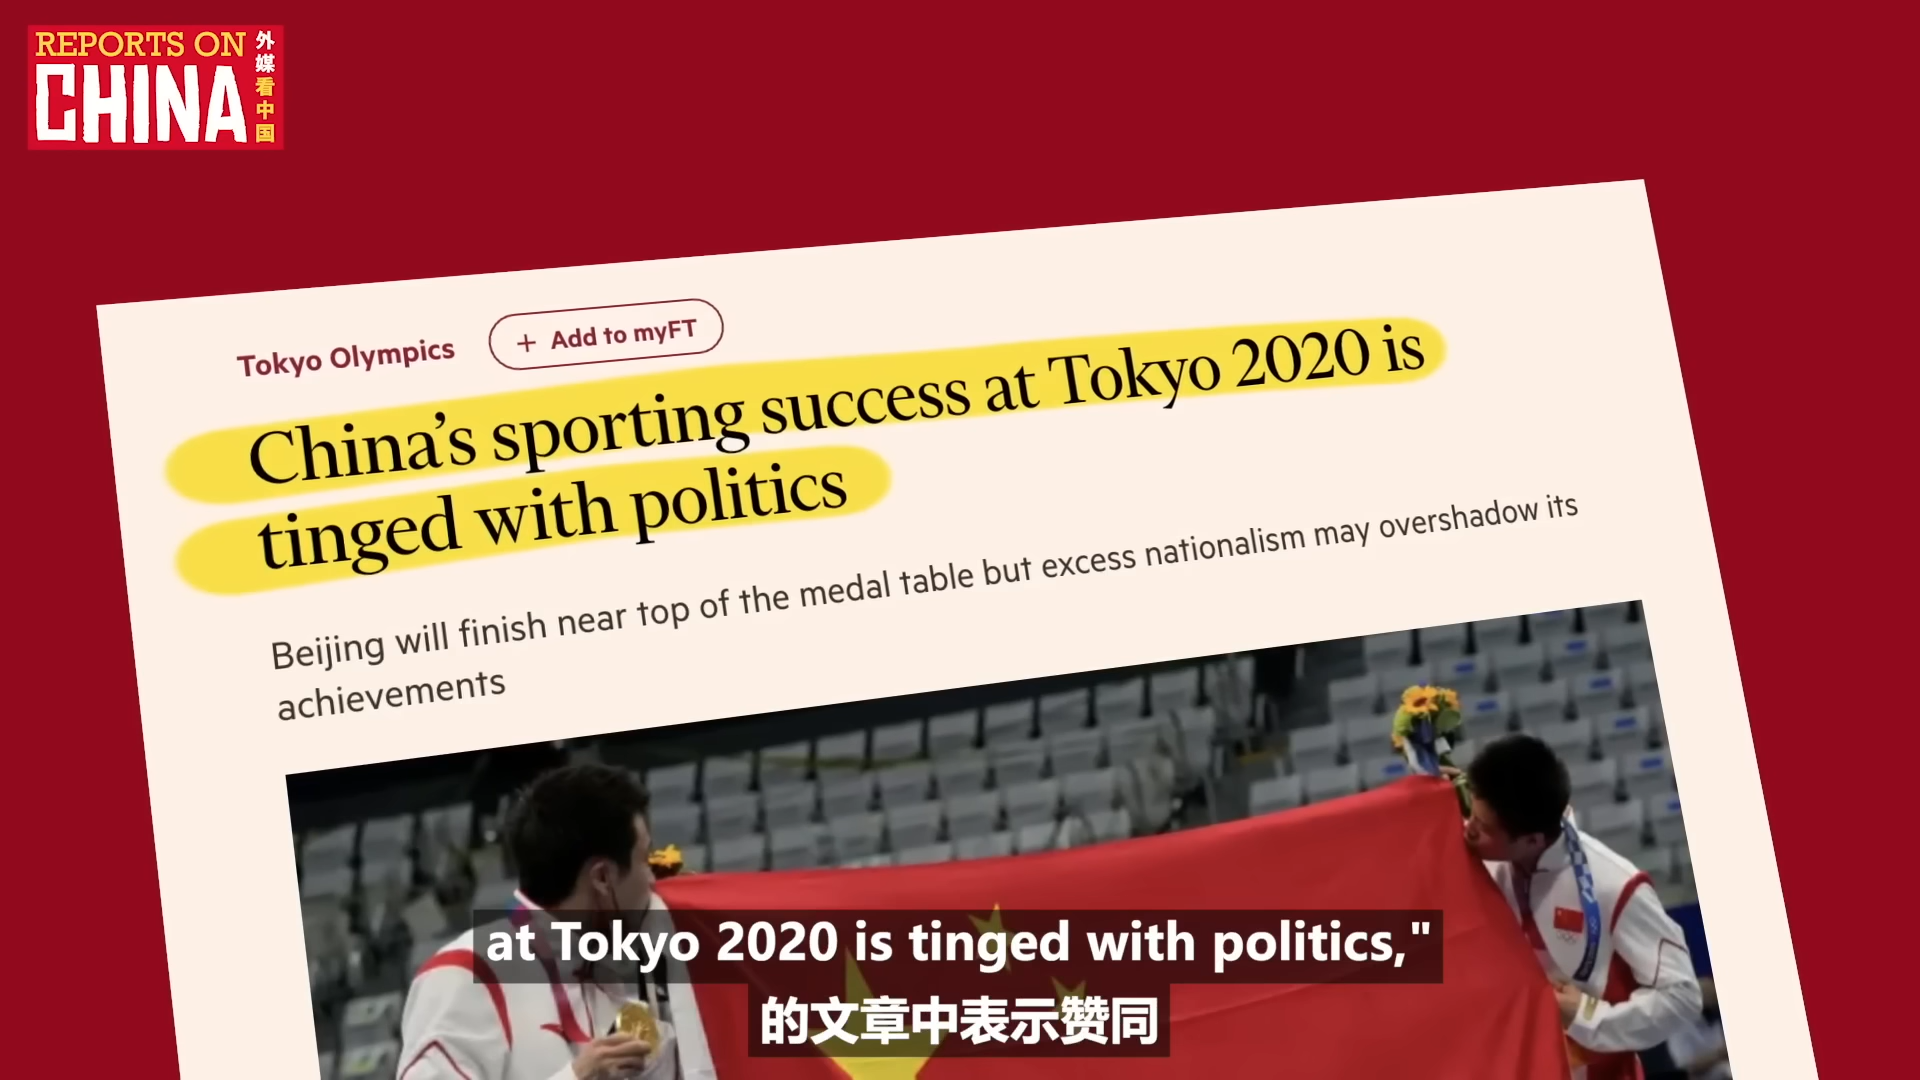 REPORTS ON
CHINA
外媒看中国
Tokyo Olympics
+ Add to myFT
China’s sporting success at Tokyo 2020 is
tinged with politics
Beijing will finish near top of the medal table but excess nationalism may overshadow its
achievements
at Tokyo 2020 is tinged with politics,"
的文章中表示赞同